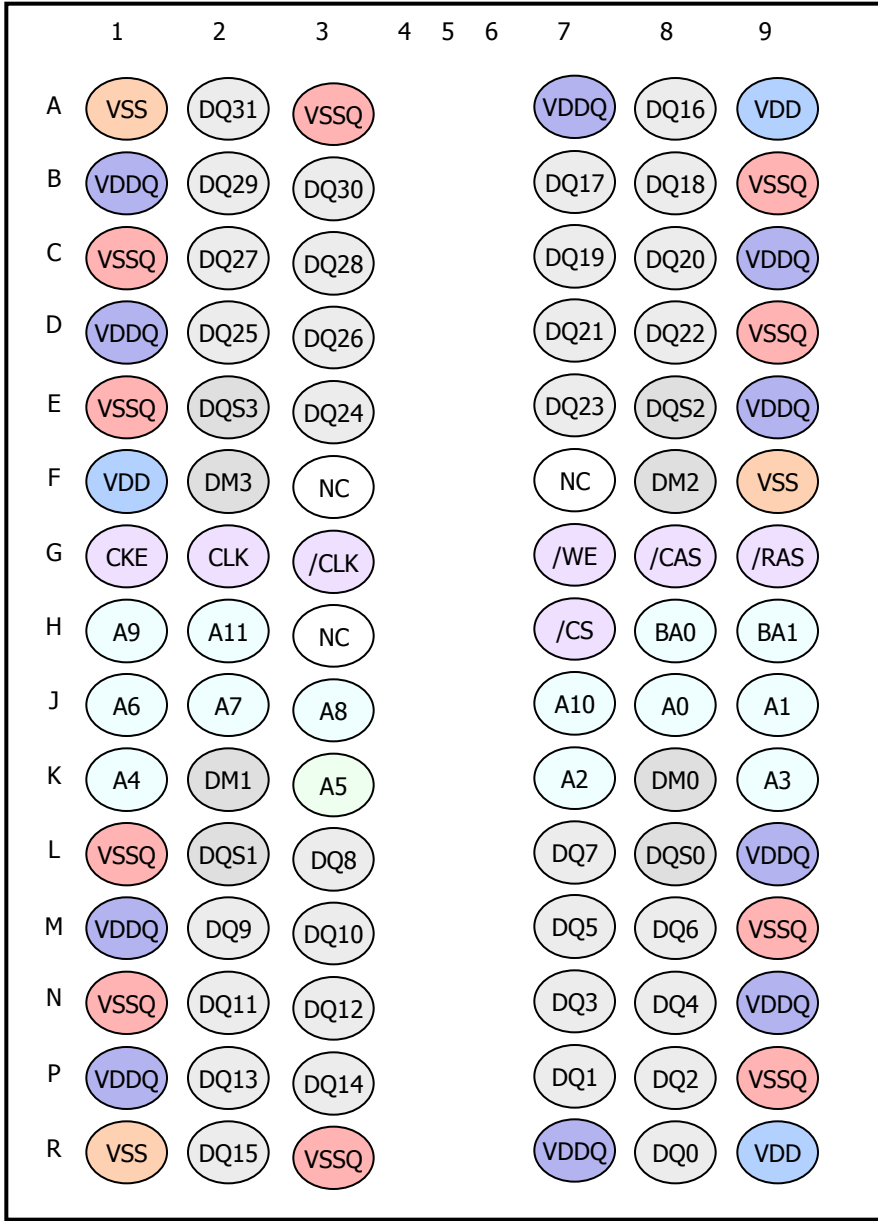 1 2 3 4 5 6 7 8 9
A VSS DQ31 VSSQ VDDQ DQ16 VDD
B VDDQ DQ29 DQ30 DQ17 DQ18 VSSQ
C VSSQ DQ27 DQ28 DQ19 DQ20 VDDQ
D VDDQ DQ25 DQ26 DQ21 DQ22 VSSQ
E VSSQ DQS3 DQ24 DQ23 DQS2 VDDQ
F VDD DM3 NC NC DM2 VSS
G CKE CLK /CLK /WE /CAS /RAS
H A9 A11 NC /CS BA0 BA1
J A6 A7 A8 A10 A0 A1
K A4 DM1 A5 A2 DM0 A3
L VSSQ DQS1 DQ8 DQ7 DQS0 VDDQ
M VDDQ DQ9 DQ10 DQ5 DQ6 VSSQ
N VSSQ DQ11 DQ12 DQ3 DQ4 VDDQ
P VDDQ DQ13 DQ14 DQ1 DQ2 VSSQ
R VSS DQ15 VSSQ VDDQ DQ0 VDD